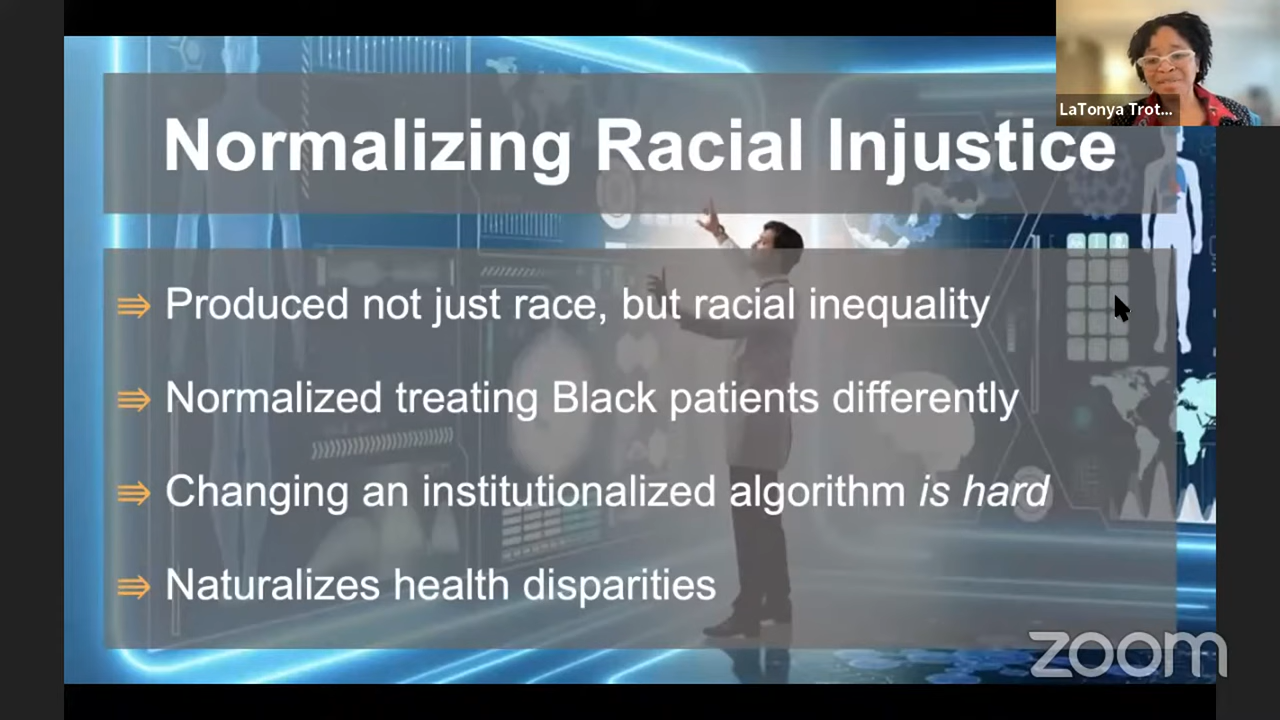 LaTonya Trot...
Normalizing Racial Injustice
⇛ Produced not just race, but racial inequality
⇛ Normalized treating Black patients differently
⇛ Changing an institutionalized algorithm is hard
⇛ Naturalizes health disparities
zoom